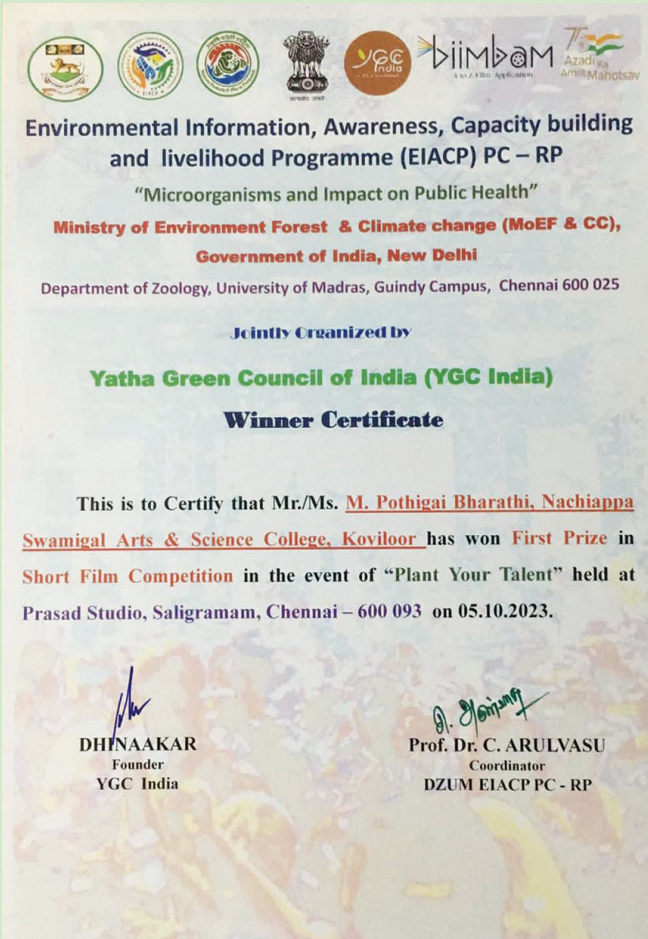 YGC
India
biimbam
A to Z Film Application
75
Azadi Ka
Amrit Mahotsav
Environmental Information, Awareness, Capacity building
and livelihood Programme (EIACP) PC – RP
“Microorganisms and Impact on Public Health”
Ministry of Environment Forest & Climate change (MoEF & CC),
Government of India, New Delhi
Department of Zoology, University of Madras, Guindy Campus, Chennai 600 025
Jointly Organized by
Yatha Green Council of India (YGC India)
Winner Certificate
This is to Certify that Mr./Ms. M. Pothigai Bharathi, Nachiappa
Swamigal Arts & Science College, Koviloor has won First Prize in
Short Film Competition in the event of “Plant Your Talent” held at
Prasad Studio, Saligramam, Chennai – 600 093 on 05.10.2023.
DHINAAKAR
Founder
YGC India
Prof. Dr. C. ARULVASU
Coordinator
DZUM EIACP PC - RP